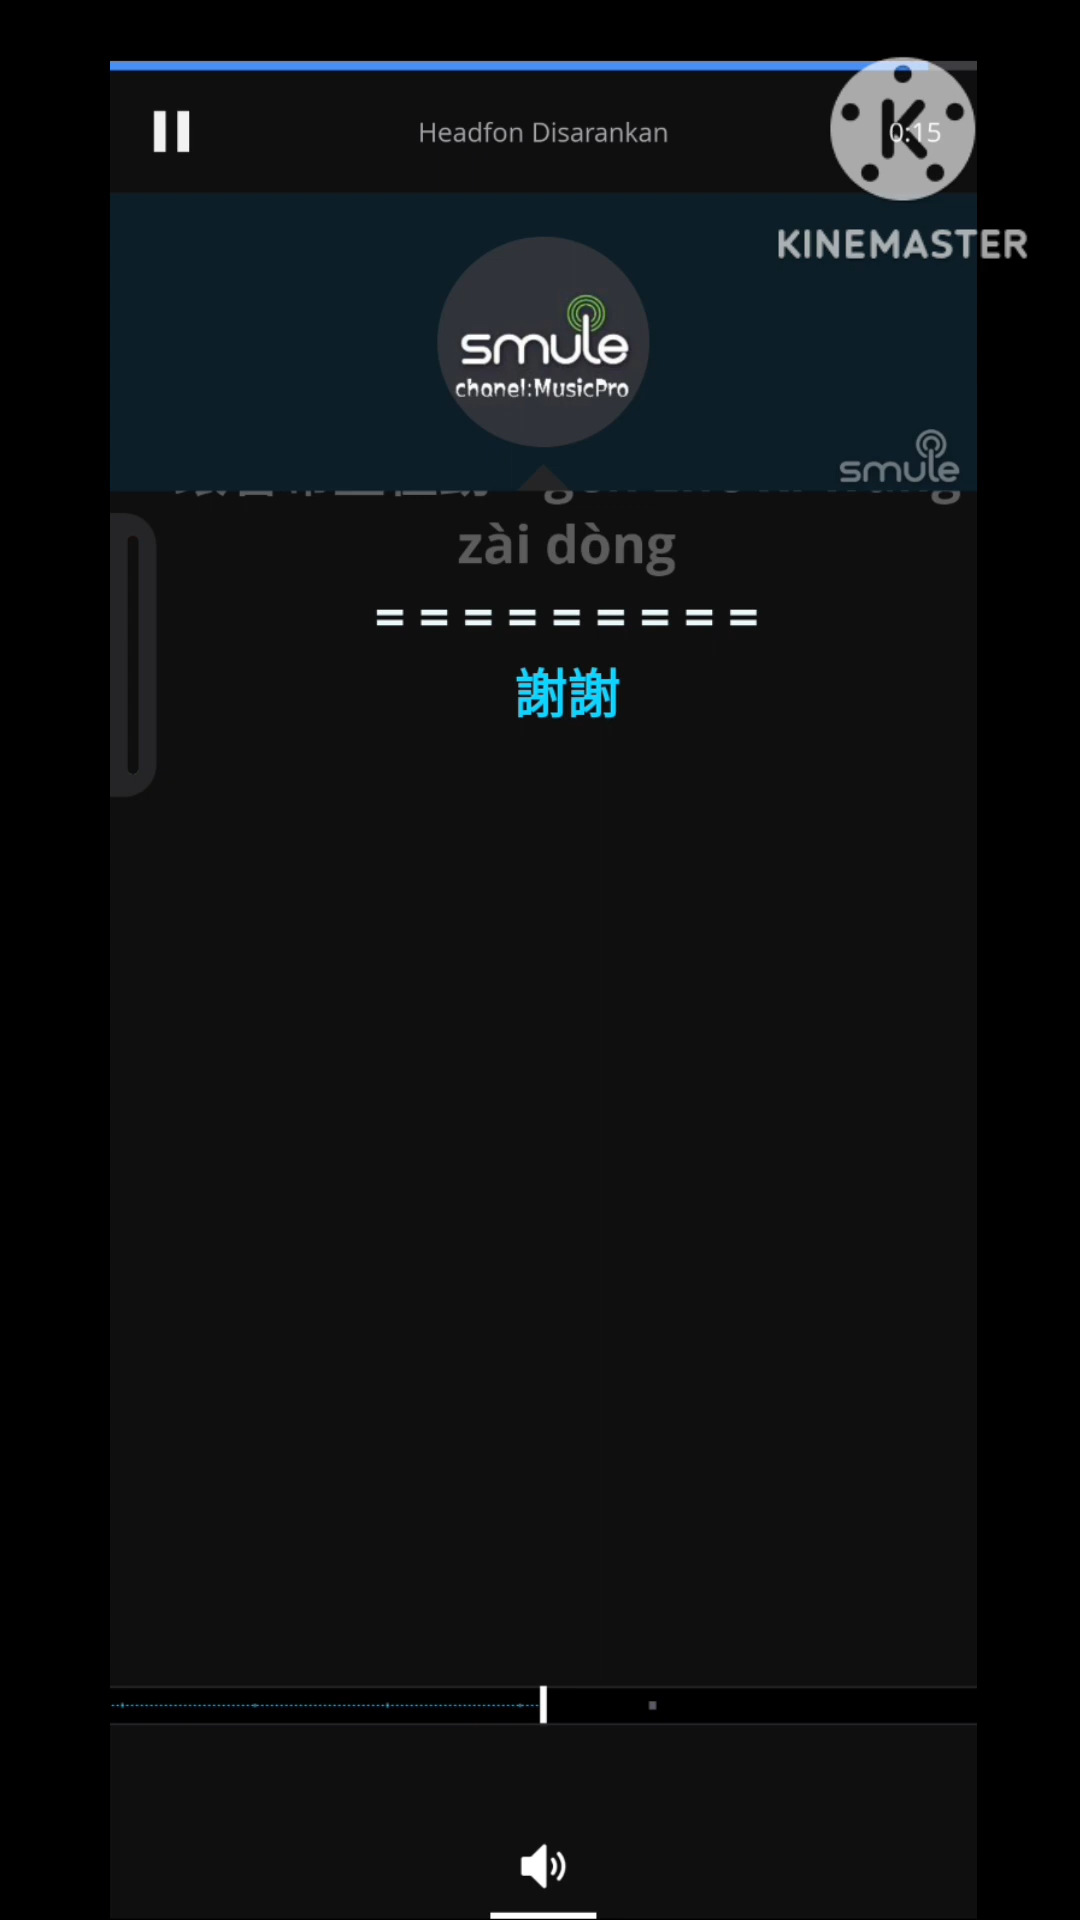 Headfon Disarankan
0:15
KINEMASTER
smule
chanel:MusicPro
smule
zài dòng
= = = = = = = = =
謝謝